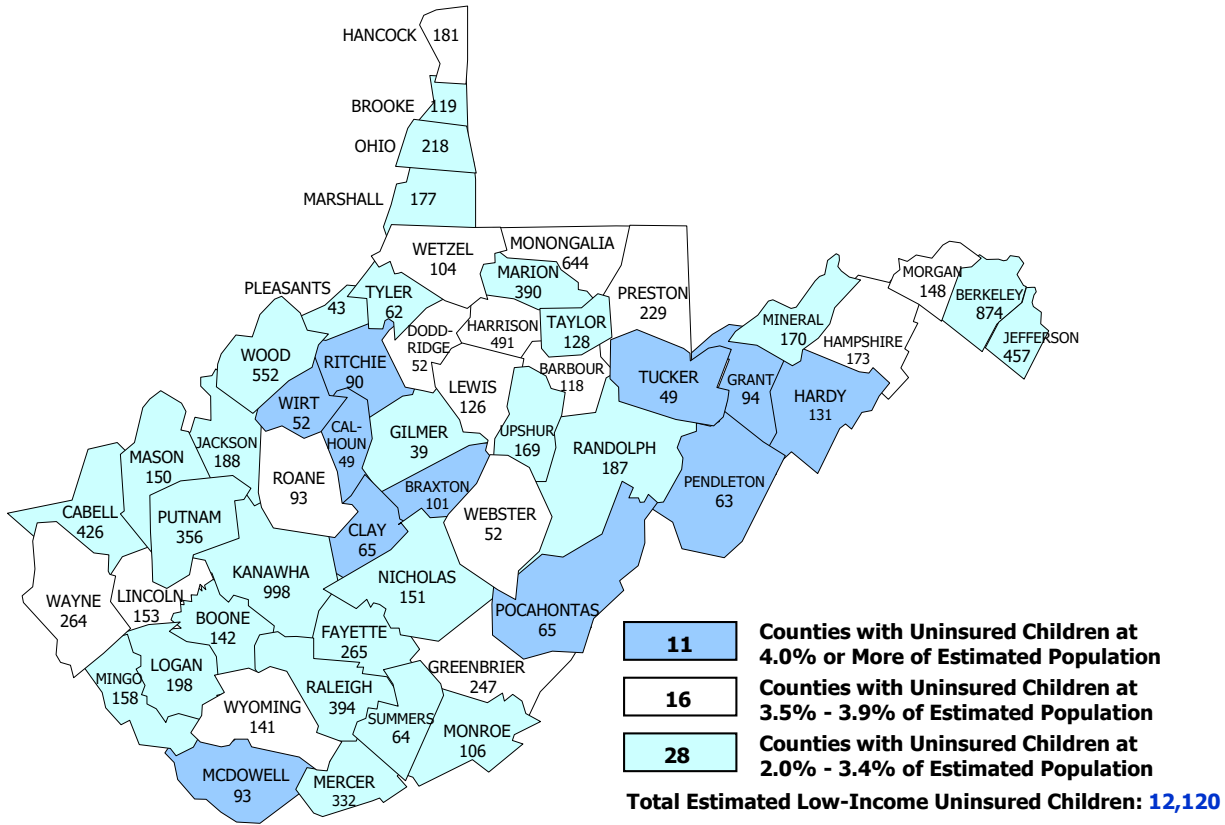 HANCOCK 181
BROOKE 119
OHIO 218
MARSHALL 177
WETZEL
104
MONONGALIA
644
MARION
390
PRESTON
229
MORGAN
148
BERKELEY
874
JEFFERSON
457
PLEASANTS
43
TYLER
62
DODD-
RIDGE
52
HARRISON
491
TAYLOR
128
MINERAL
170
HAMPSHIRE
173
WOOD
552
RITCHIE
90
BARBOUR
118
TUCKER
49
GRANT
94
HARDY
131
WIRT
52
CAL-
HOUN
49
LEWIS
126
GILMER
39
UPSHUR
169
RANDOLPH
187
PENDLETON
63
JACKSON
188
MASON
150
ROANE
93
BRAXTON
101
WEBSTER
52
CABELL
426
PUTNAM
356
CLAY
65
KANAWHA
998
NICHOLAS
151
POCAHONTAS
65
WAYNE
264
LINCOLN
153
BOONE
142
FAYETTE
265
GREENBRIER
247
MINGO
158
LOGAN
198
WYOMING
141
RALEIGH
394
SUMMERS
64
MONROE
106
MCDOWELL
93
MERCER
332
11 Counties with Uninsured Children at
4.0% or More of Estimated Population
16 Counties with Uninsured Children at
3.5% - 3.9% of Estimated Population
28 Counties with Uninsured Children at
2.0% - 3.4% of Estimated Population
Total Estimated Low-Income Uninsured Children: 12,120